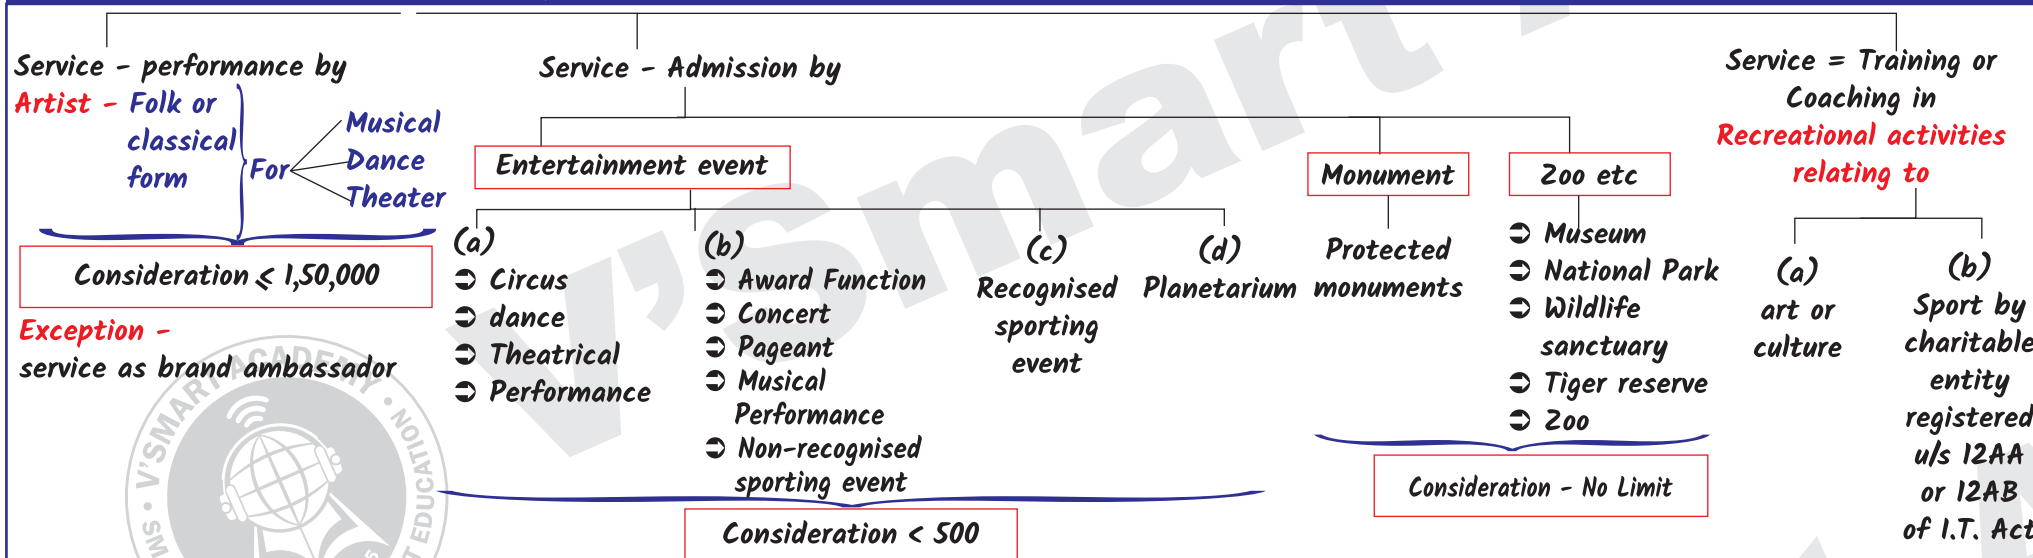 Service - performance by
Artist - Folk or
classical
form
For
Musical
Dance
Theater
Consideration ≤ 1,50,000
Exception -
service as brand ambassador
Service - Admission by
Entertainment event
(a)
➲ Circus
➲ dance
➲ Theatrical
➲ Performance
(b)
➲ Award Function
➲ Concert
➲ Pageant
➲ Musical
Performance
➲ Non-recognised
sporting event
(c)
Recognised
sporting
event
(d)
Planetarium
Consideration < 500
Monument
Protected
monuments
Zoo etc
➲ Museum
➲ National Park
➲ Wildlife
sanctuary
➲ Tiger reserve
➲ Zoo
Consideration - No Limit
Service = Training or
Coaching in
Recreational activities
relating to
(a)
art or
culture
(b)
Sport by
charitable
entity
registered
u/s 12AA
or 12AB
of I.T. Act
V'Smart
V'SMART ACADEMY
EDUCATION